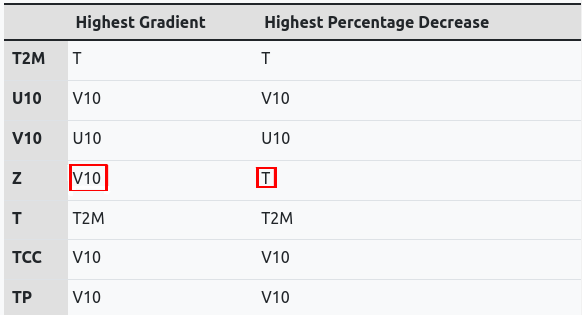 Highest Gradient Highest Percentage Decrease
T2M T T
U10 V10 V10
V10 U10 U10
Z V10 T
T T2M T2M
TCC V10 V10
TP V10 V10